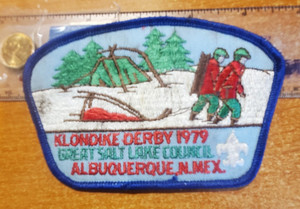 KLONDIKE DERBY 1979
GREAT SALT LAKE COUNCIL
ALBUQUERQUE, N. MEX.